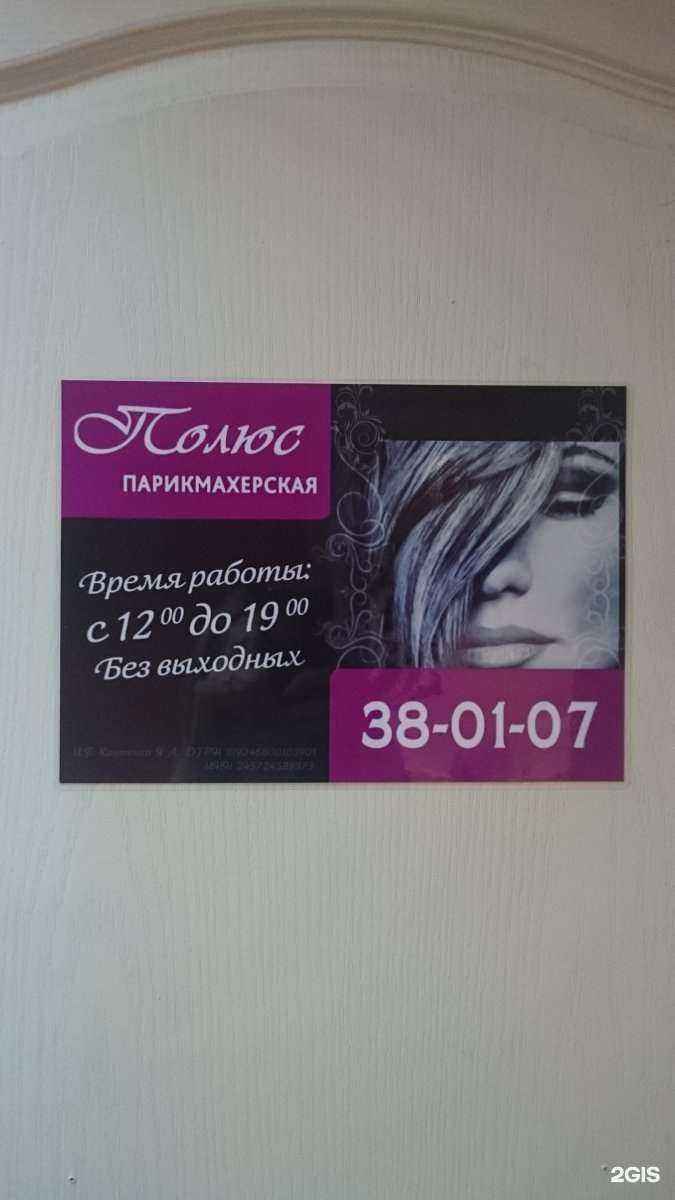 Полюс
ПАРИКМАХЕРСКАЯ
Время работы:
с 12 00 до 19 00
Без выходных
38-01-07
И.П.
2GIS